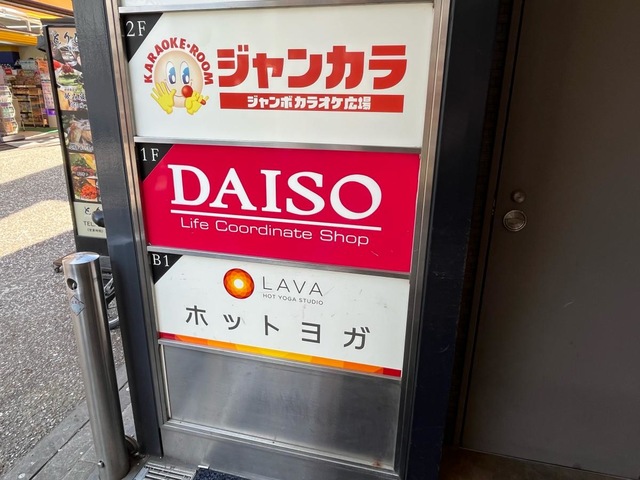 2F
KARAOKE・ROOM
ジャンカラ
ジャンボカラオケ広場
1F
DAISO
Life Coordinate Shop
B1
LAVA
HOT YOGA STUDIO
ホットヨガ